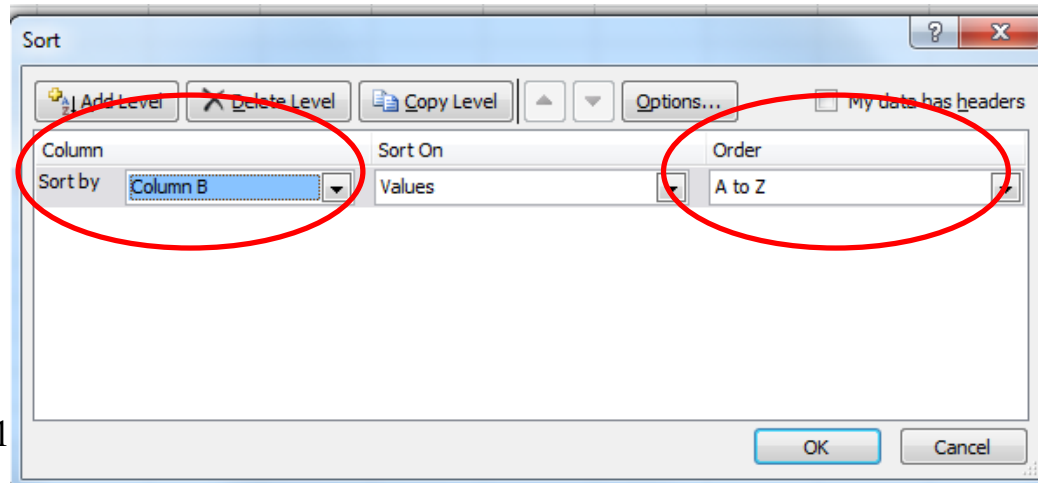 Sort
Add Level Delete Level Copy Level Options... My data has headers
Column Sort On Order
Sort by Column B Values A to Z
1
OK Cancel